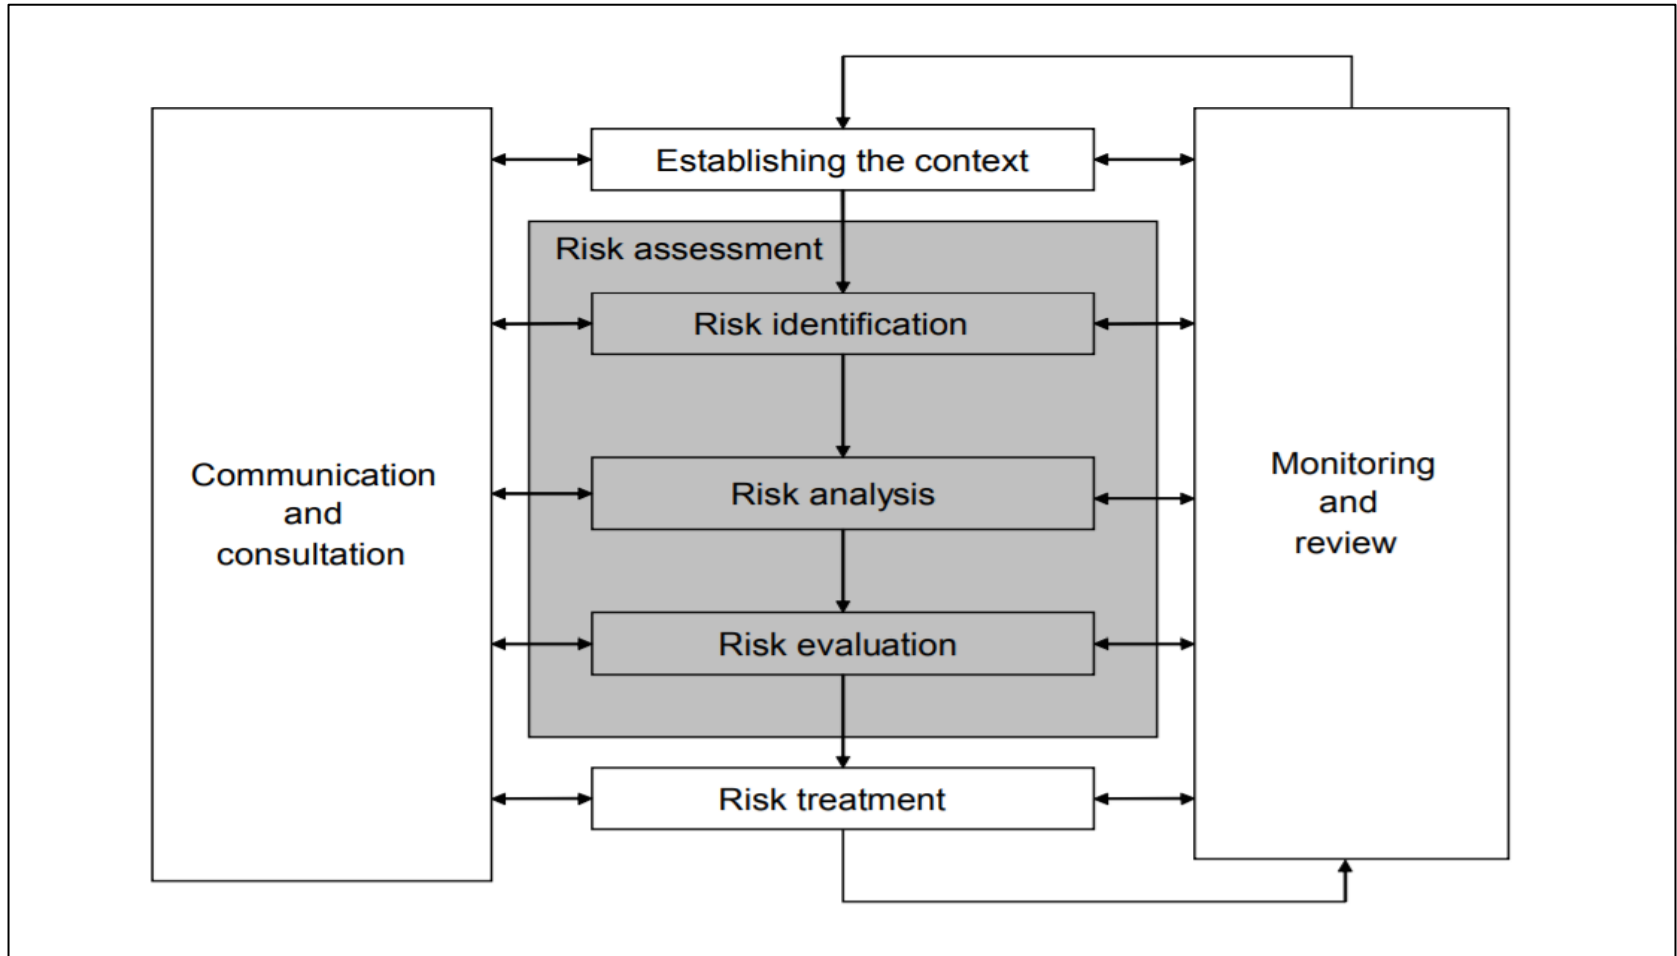 Establishing the context
Risk assessment
Risk identification
Risk analysis
Risk evaluation
Risk treatment
Communication
and
consultation
Monitoring
and
review